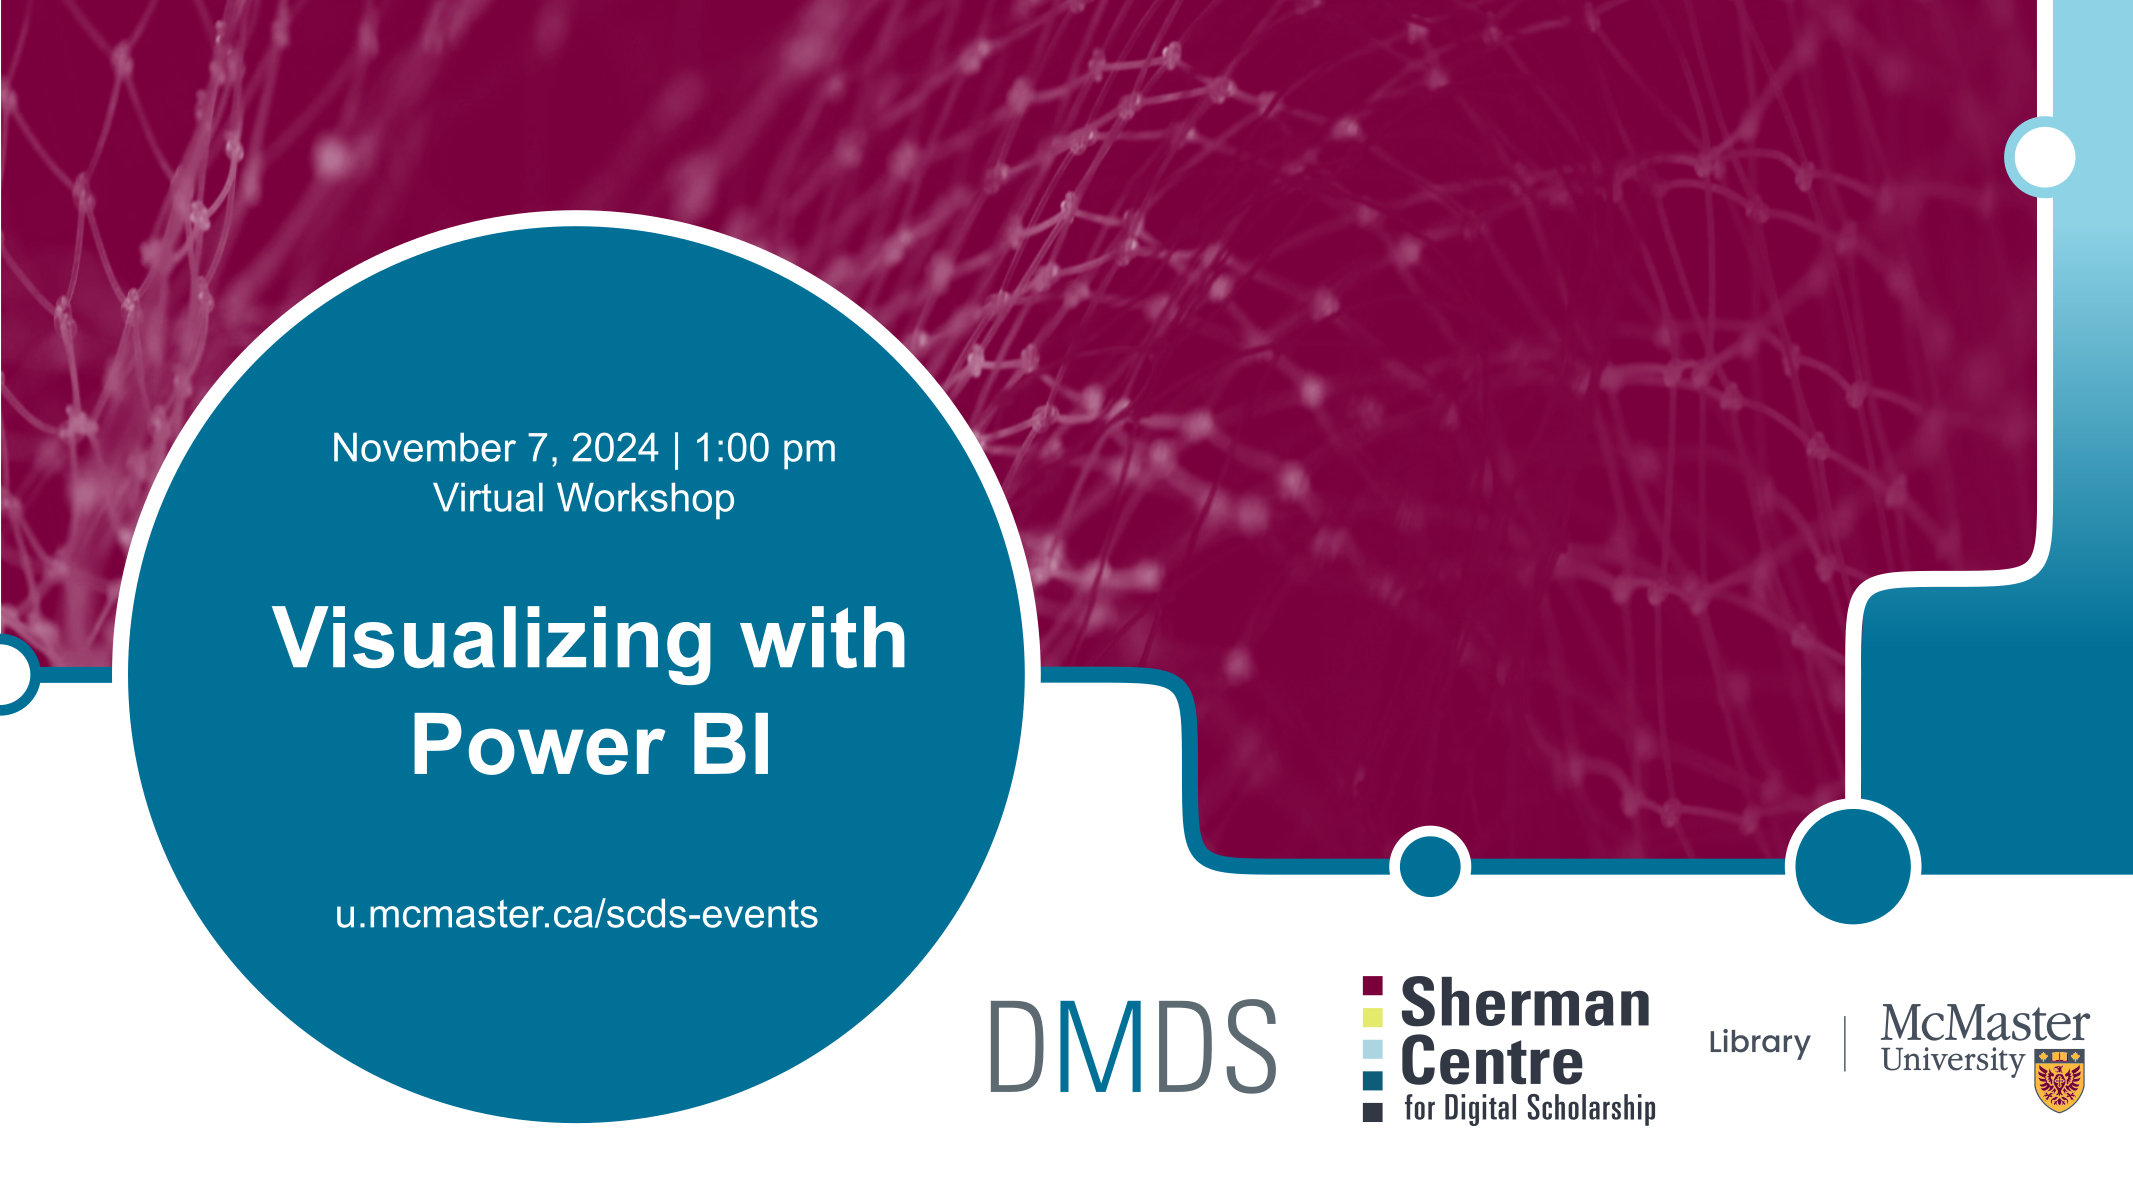 November 7, 2024 | 1:00 pm
Virtual Workshop
Visualizing with
Power BI
u.mcmaster.ca/scds-events
DMDS
Sherman
Centre
for Digital Scholarship
Library
McMaster
University